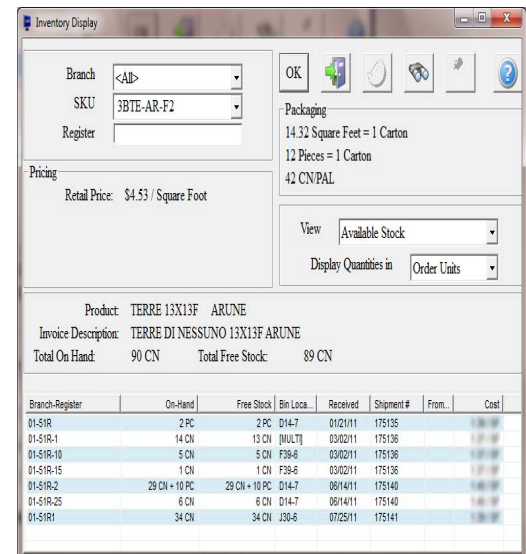 Inventory Display
Branch <All>
SKU 3BTE-AR-F2
Register
OK
Packaging
14.32 Square Feet = 1 Carton
12 Pieces = 1 Carton
42 CN/PAL
Pricing
Retail Price: $4.53 / Square Foot
View Available Stock
Display Quantities in Order Units
Product: TERRE 13X13F ARUNE
Invoice Description: TERRE DI NESSUNO 13X13F ARUNE
Total On Hand: 90 CN Total Free Stock: 89 CN
Branch-Register On-Hand Free Stock Bin Loca... Received Shipment # From... Cost
01-51R 2 PC 2 PC D14-7 01/21/11 175135
01-51R-1 14 CN 13 CN [MULTI] 03/02/11 175136
01-51R-10 5 CN 5 CN F39-6 03/02/11 175136
01-51R-15 1 CN 1 CN F39-6 03/02/11 175136
01-51R-2 29 CN + 10 PC 29 CN + 10 PC D14-7 06/14/11 175140
01-51R-25 6 CN 6 CN D14-7 06/14/11 175140
01-51R1 34 CN 34 CN J30-6 07/25/11 175141